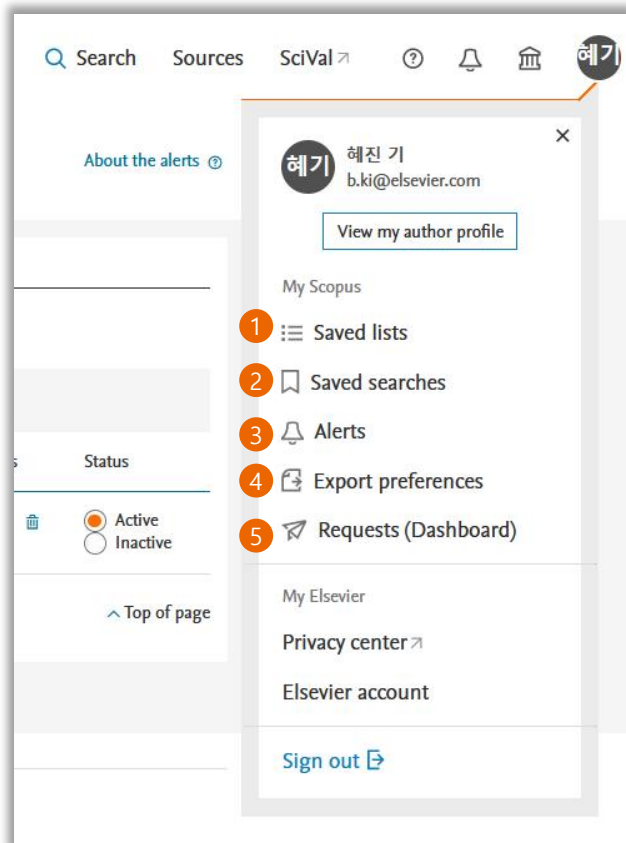 Search Sources SciVal 혜기
About the alerts
혜기 혜진 기
b.ki@elsevier.com
View my author profile
My Scopus
1 Saved lists
2 Saved searches
3 Alerts
4 Export preferences
5 Requests (Dashboard)
s Status
Active
Inactive
Top of page
My Elsevier
Privacy center
Elsevier account
Sign out